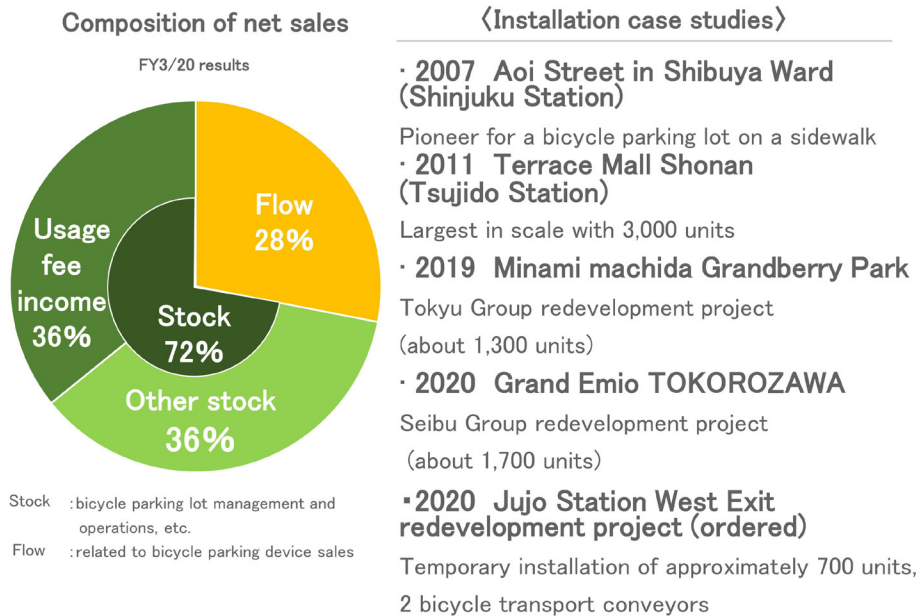 Composition of net sales
FY3/20 results
Flow
28%
Usage
fee
income
36%
Stock
72%
Other stock
36%
Stock :bicycle parking lot management and
operations, etc.
Flow :related to bicycle parking device sales
〈Installation case studies〉
・2007 Aoi Street in Shibuya Ward
(Shinjuku Station)
Pioneer for a bicycle parking lot on a sidewalk
・2011 Terrace Mall Shonan
(Tsujido Station)
Largest in scale with 3,000 units
・2019 Minami machida Grandberry Park
Tokyu Group redevelopment project
(about 1,300 units)
・2020 Grand Emio TOKOROZAWA
Seibu Group redevelopment project
(about 1,700 units)
・2020 Jujo Station West Exit
redevelopment project (ordered)
Temporary installation of approximately 700 units,
2 bicycle transport conveyors